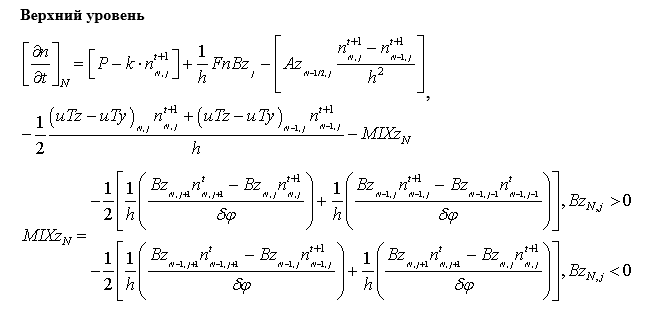 Верхний уровень
[∂n/∂t]_N = [P − k·n^{t+1}_{n,j}] + 1/h FnBz_j − [Az_{n−1/2,j} (n^{t+1}_{n,j} − n^{t+1}_{n−1,j})/h^2],
−1/2 ((uTz − uTy)_{n,j} n^{t+1}_{n,j} + (uTz − uTy)_{n−1,j} n^{t+1}_{n−1,j})/h − MIXz_N
−1/2[1/h((Bz_{n,j+1} n^t_{n,j+1} − Bz_{n,j} n^{t+1}_{n,j})/δφ) + 1/h((Bz_{n−1,j} n^{t+1}_{n−1,j} − Bz_{n−1,j−1} n^t_{n−1,j−1})/δφ)], Bz_{N,j} > 0
MIXz_N =
−1/2[1/h((Bz_{n−1,j+1} n^t_{n−1,j+1} − Bz_{n−1,j} n^{t+1}_{n−1,j})/δφ) + 1/h((Bz_{n,j+1} n^t_{n,j+1} − Bz_{n,j} n^{t+1}_{n,j})/δφ)], Bz_{N,j} < 0